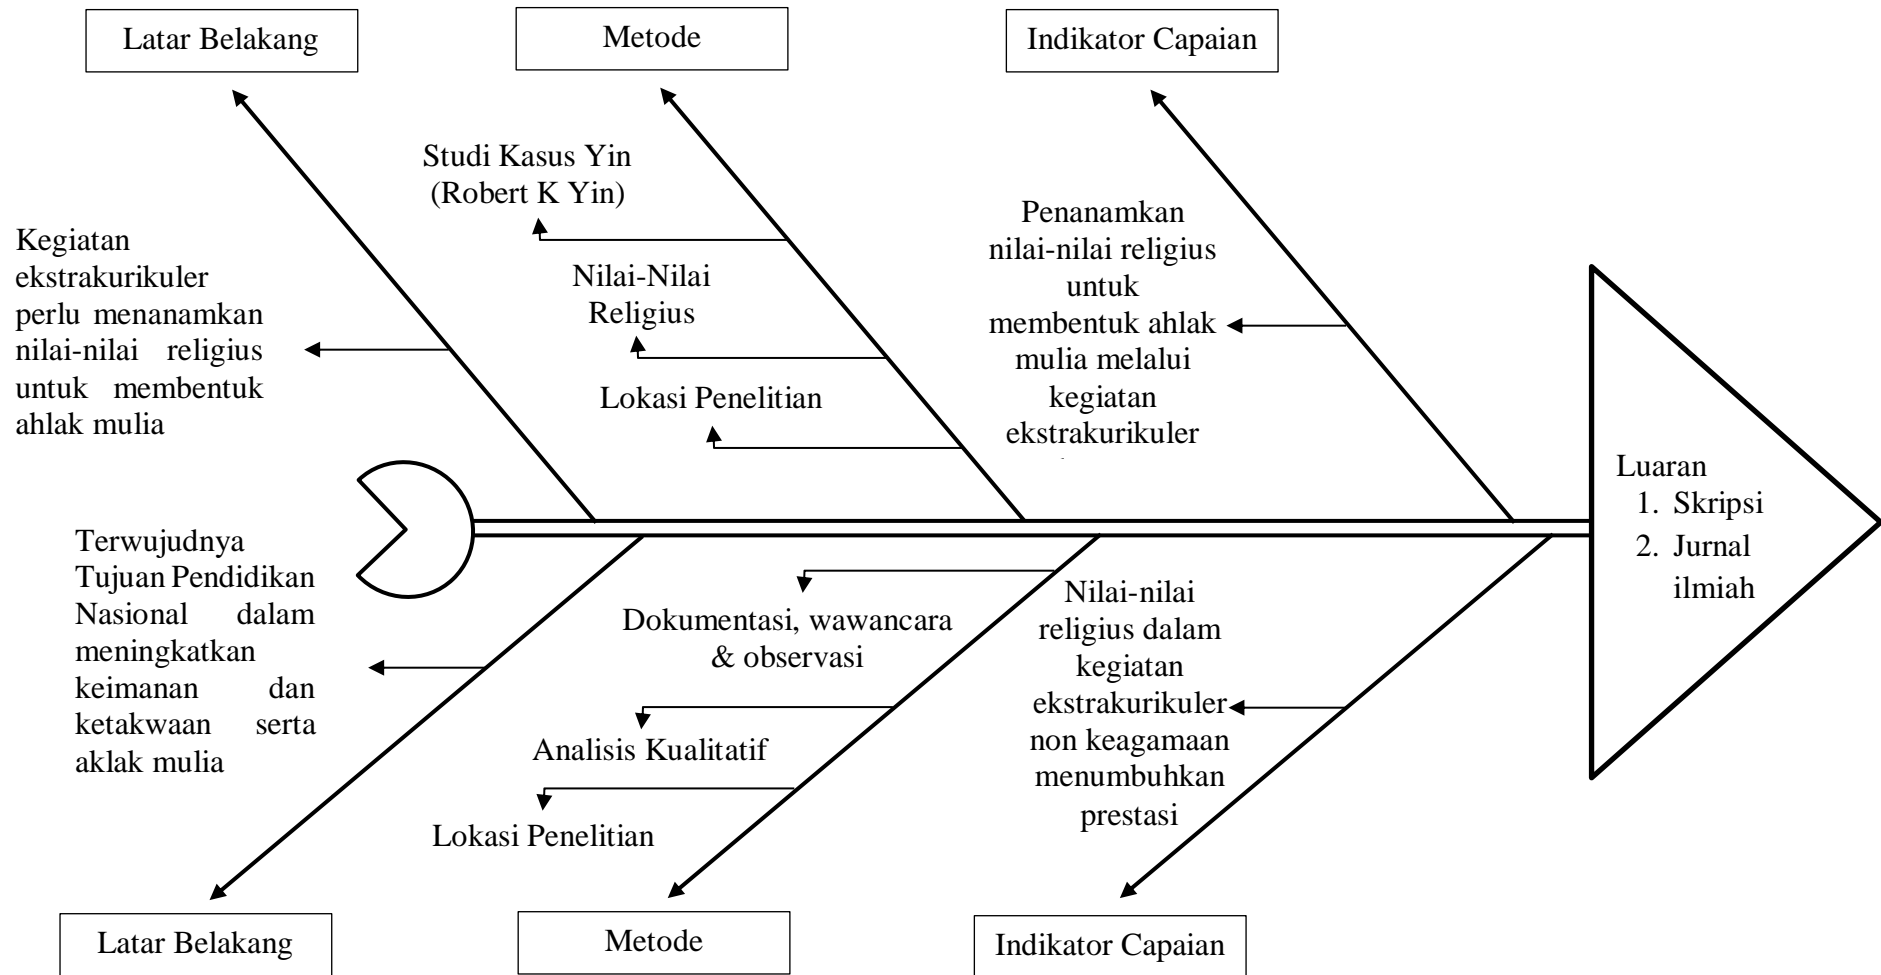 Latar Belakang
Metode
Indikator Capaian
Studi Kasus Yin
(Robert K Yin)
Kegiatan
ekstrakurikuler
perlu menanamkan
nilai-nilai religius
untuk membentuk
ahlak mulia
Nilai-Nilai
Religius
Lokasi Penelitian
Penanamkan
nilai-nilai religius
untuk
membentuk ahlak
mulia melalui
kegiatan
ekstrakurikuler
Luaran
1. Skripsi
2. Jurnal
ilmiah
Terwujudnya
Tujuan Pendidikan
Nasional dalam
meningkatkan
keimanan dan
ketakwaan serta
aklak mulia
Dokumentasi, wawancara
& observasi
Analisis Kualitatif
Lokasi Penelitian
Nilai-nilai
religius dalam
kegiatan
ekstrakurikuler
non keagamaan
menumbuhkan
prestasi
Latar Belakang
Metode
Indikator Capaian